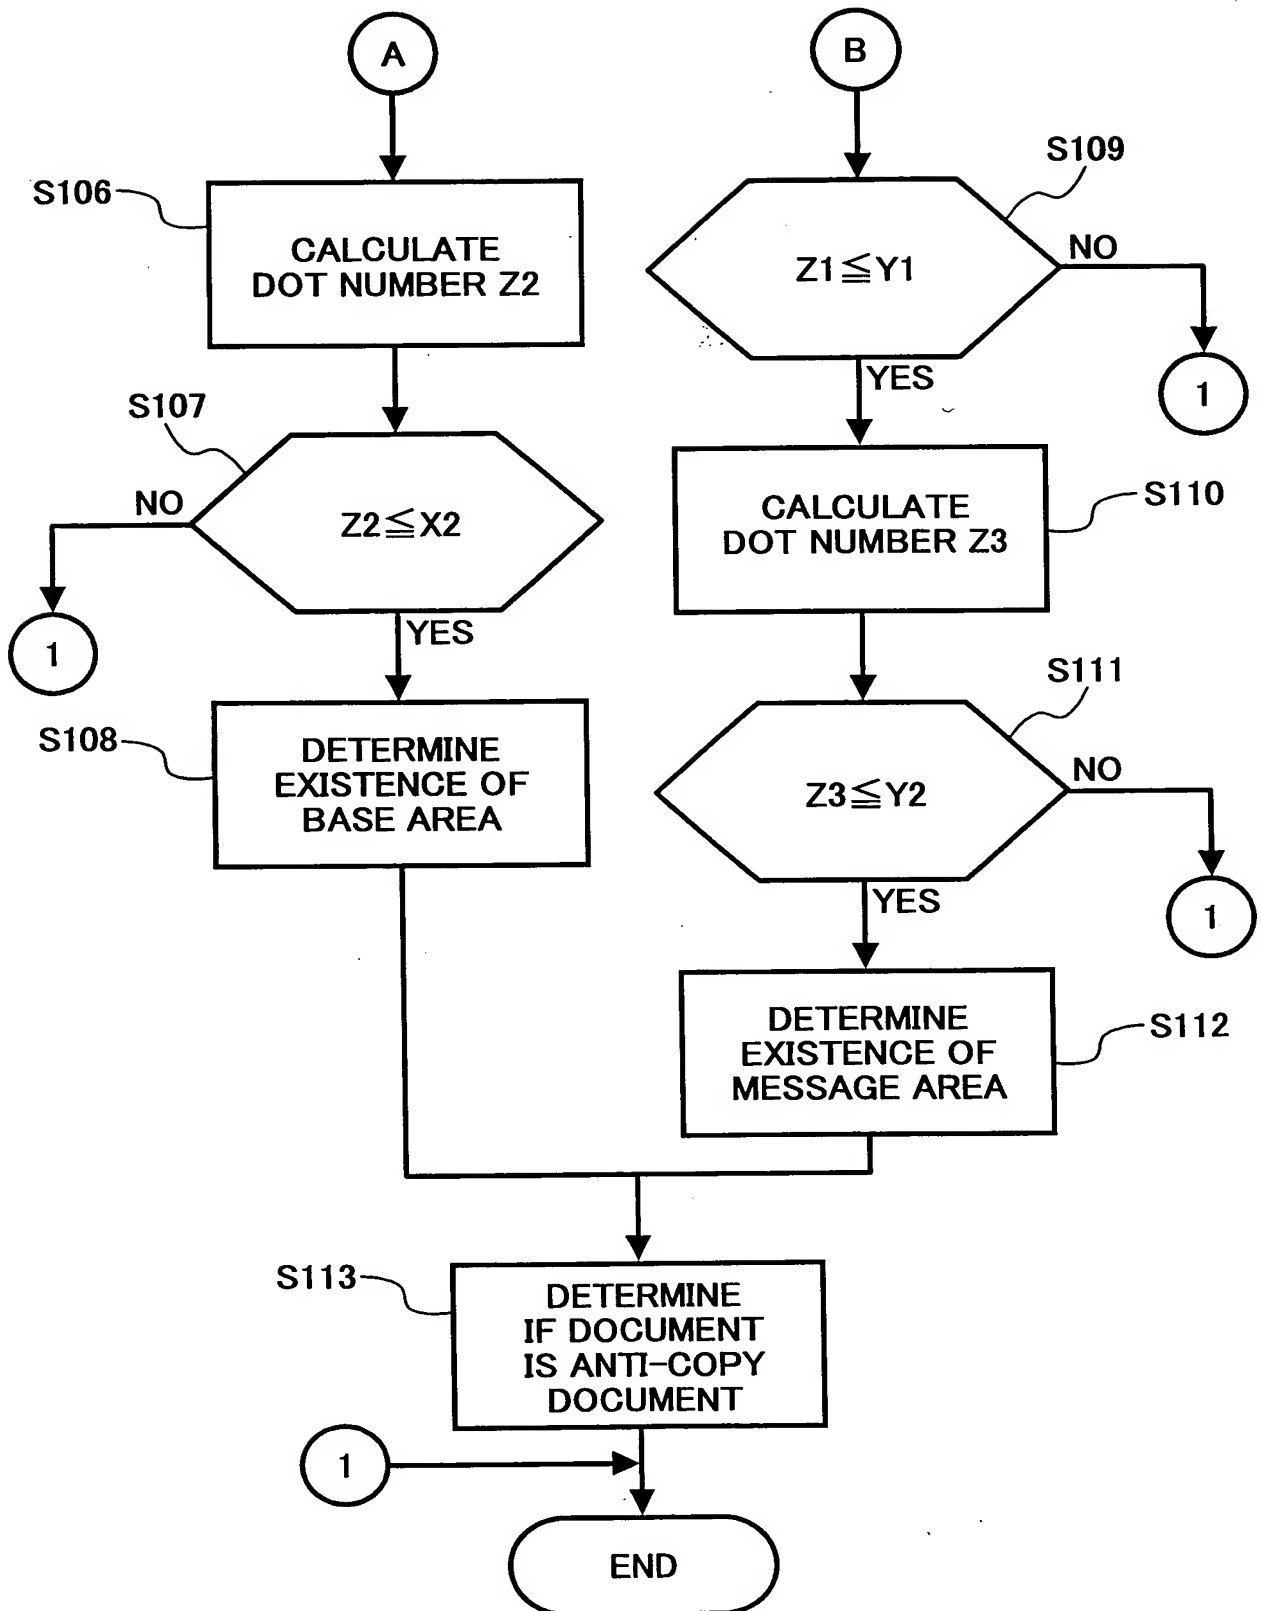 A
B
S106
CALCULATE
DOT NUMBER Z2
S109
Z1≦Y1
NO
1
YES
S107
Z2≦X2
NO
1
YES
CALCULATE
DOT NUMBER Z3
S110
S108
DETERMINE
EXISTENCE OF
BASE AREA
S111
Z3≦Y2
NO
1
YES
DETERMINE
EXISTENCE OF
MESSAGE AREA
S112
S113
DETERMINE
IF DOCUMENT
IS ANTI-COPY
DOCUMENT
1
END